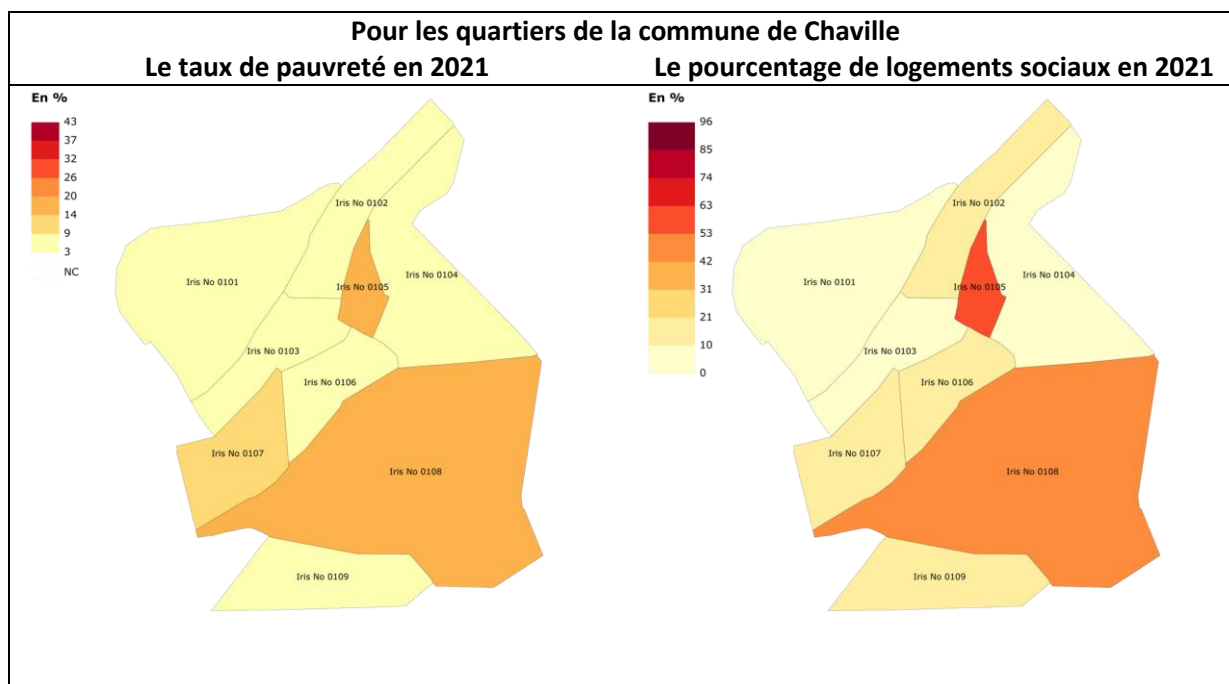 Pour les quartiers de la commune de Chaville
Le taux de pauvreté en 2021
Le pourcentage de logements sociaux en 2021
En %
43
37
32
26
20
14
9
3
NC
Iris No 0101
Iris No 0102
Iris No 0103
Iris No 0104
Iris No 0105
Iris No 0106
Iris No 0107
Iris No 0108
Iris No 0109
En %
96
85
74
63
53
42
31
21
10
0
Iris No 0101
Iris No 0102
Iris No 0103
Iris No 0104
Iris No 0105
Iris No 0106
Iris No 0107
Iris No 0108
Iris No 0109